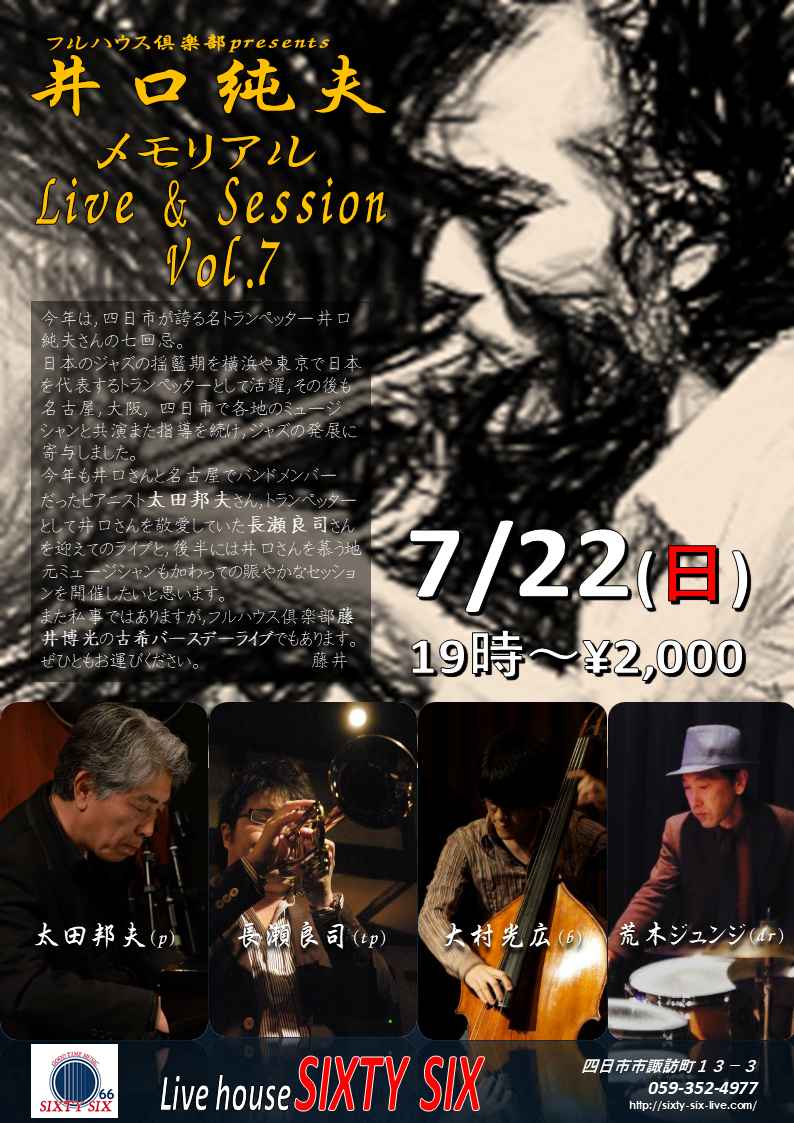 フルハウス倶楽部presents
井口純夫
メモリアル
Live & Session
Vol.7
今年は,四日市が誇る名トランペッター井口
純夫さんの七回忌。
日本のジャズの揺籃期を横浜や東京で日本
を代表するトランペッターとして活躍,その後も
名古屋,大阪, 四日市で各地のミュージ
シャンと共演また指導を続け,ジャズの発展に
寄与しました。
今年も井口さんと名古屋でバンドメンバー
だったピアニスト太田邦夫さん,トランペッター
として井口さんを敬愛していた長瀬良司さん
を迎えてのライブと,後半には井口さんを慕う地
元ミュージシャンも加わっての賑やかなセッショ
ンを開催したいと思います。
また私事ではありますが,フルハウス倶楽部藤
井博光の古希バースデーライブでもあります。
ぜひともお運びください。 藤井
7/22(日)
19時～¥2,000
太田邦夫(p)
長瀬良司(tp)
大村光広(b)
荒木ジュンジ(dr)
GOOD TIME MUSIC
66
SIXTY SIX
Live house SIXTY SIX
四日市市諏訪町１３－３
059-352-4977
http://sixty-six-live.com/